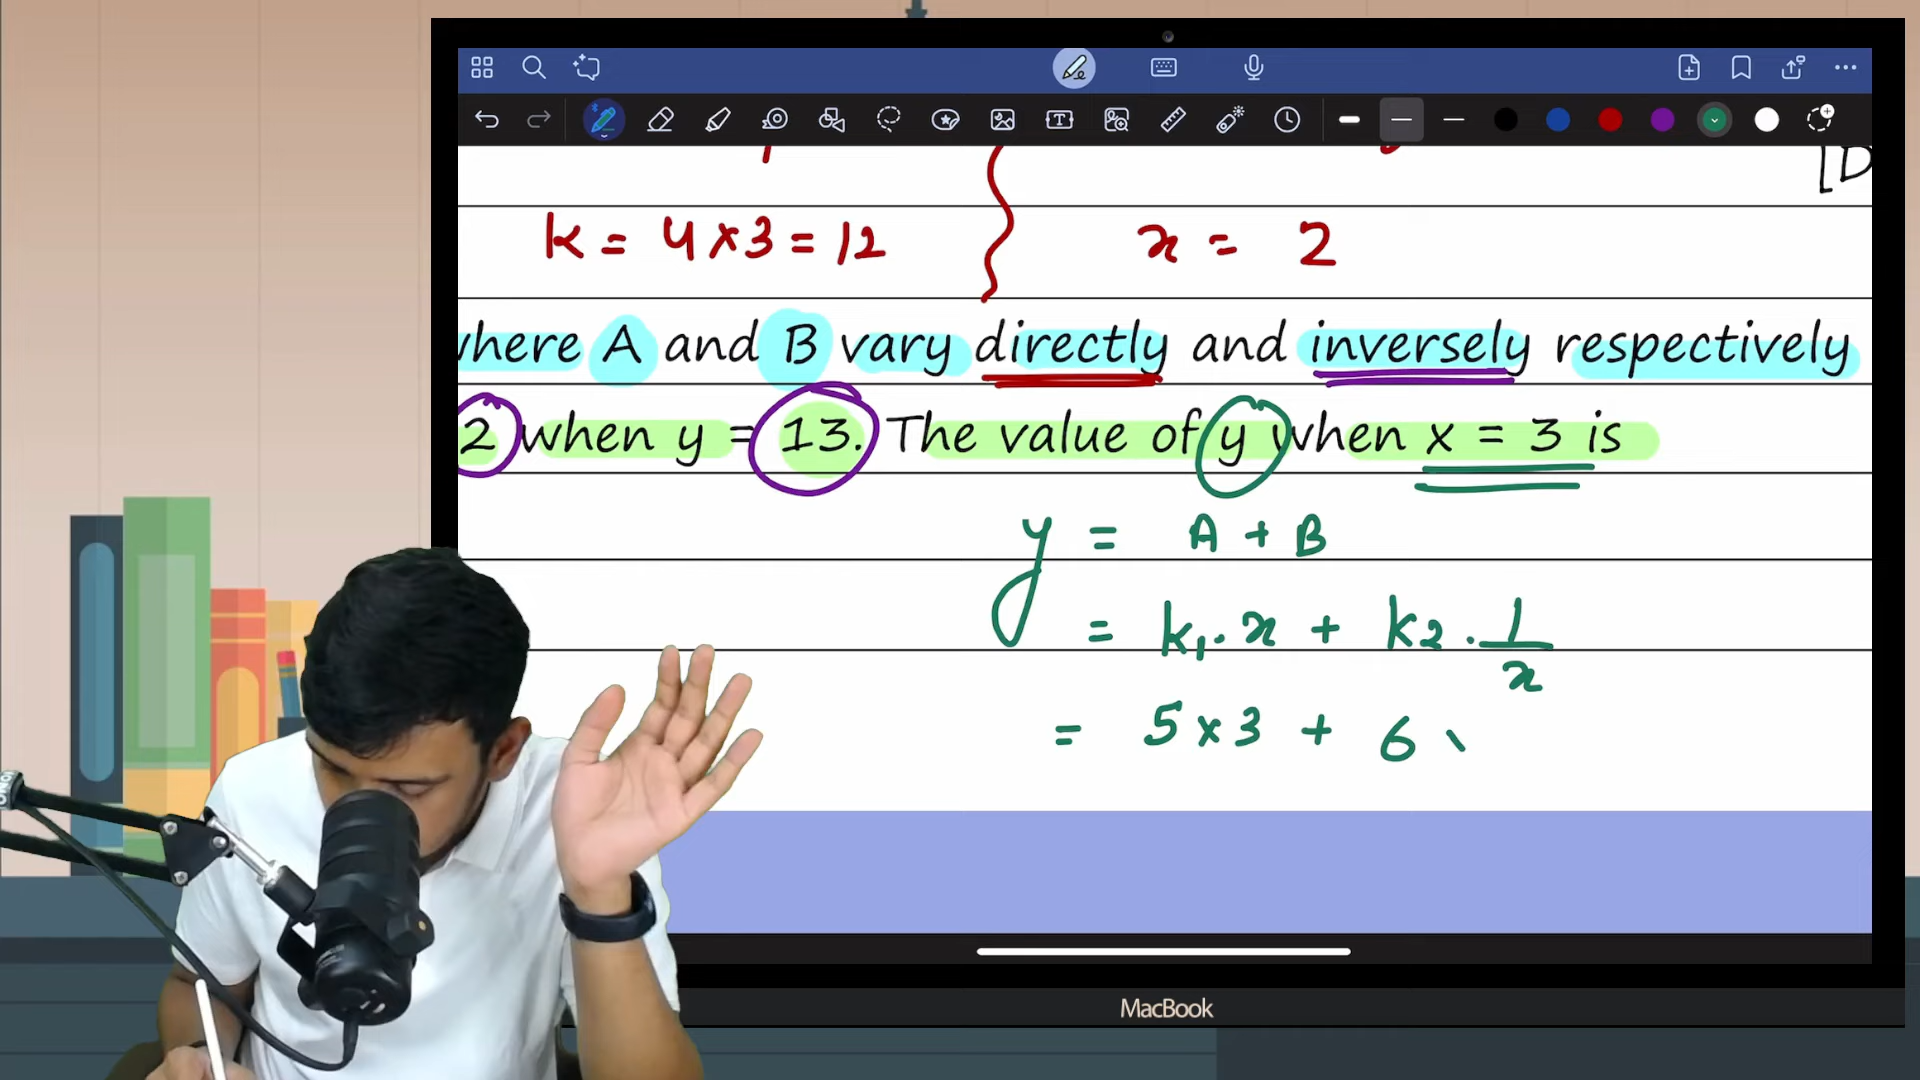 [D
k = 4 × 3 = 12
x = 2
where A and B vary directly and inversely respectively
2 when y = 13. The value of y when x = 3 is
y = A + B
= k₁ · x + k2 · 1/x
= 5 × 3 + 6
MacBook